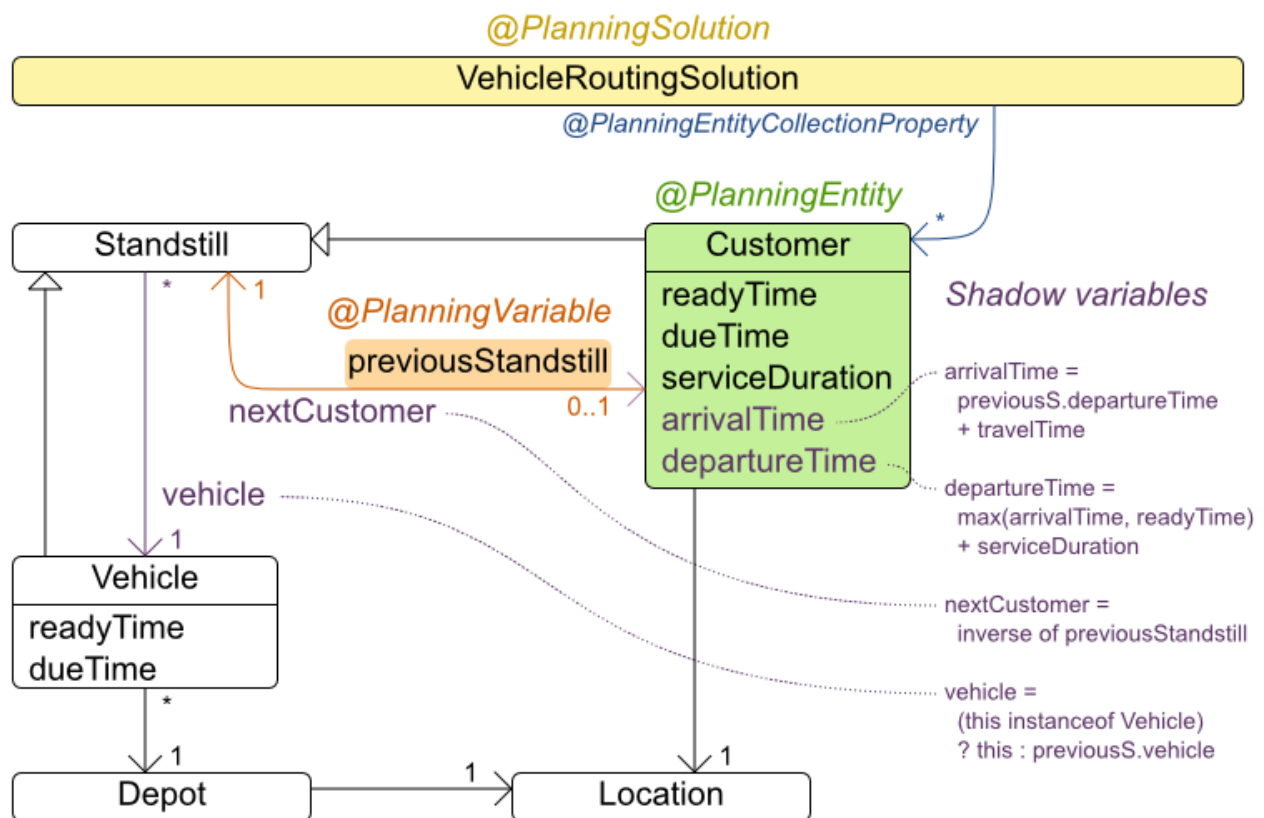 @PlanningSolution
VehicleRoutingSolution
@PlanningEntityCollectionProperty
@PlanningEntity
*
Standstill
Customer
*
1
@PlanningVariable
previousStandstill
0..1
nextCustomer
readyTime
dueTime
serviceDuration
arrivalTime
departureTime
Shadow variables
arrivalTime =
previousS.departureTime
+ travelTime
departureTime =
max(arrivalTime, readyTime)
+ serviceDuration
nextCustomer =
inverse of previousStandstill
vehicle =
(this instanceof Vehicle)
? this : previousS.vehicle
vehicle
1
Vehicle
readyTime
dueTime
*
1
Depot
1
1
Location